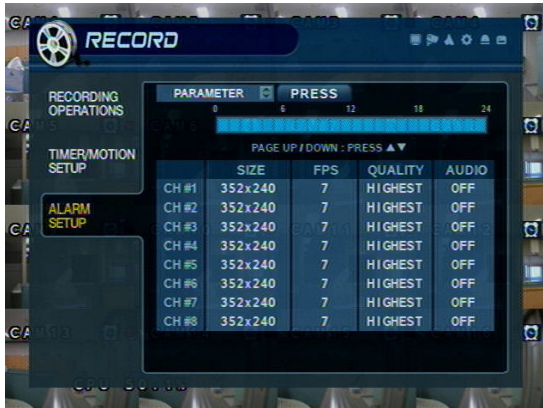 RECORD
RECORDING
OPERATIONS
TIMER/MOTION
SETUP
ALARM
SETUP
PARAMETER PRESS
0 6 12 18 24
PAGE UP / DOWN : PRESS ▲▼
SIZE FPS QUALITY AUDIO
CH #1 352x240 7 HIGHEST OFF
CH #2 352x240 7 HIGHEST OFF
CH #3 352x240 7 HIGHEST OFF
CH #4 352x240 7 HIGHEST OFF
CH #5 352x240 7 HIGHEST OFF
CH #6 352x240 7 HIGHEST OFF
CH #7 352x240 7 HIGHEST OFF
CH #8 352x240 7 HIGHEST OFF